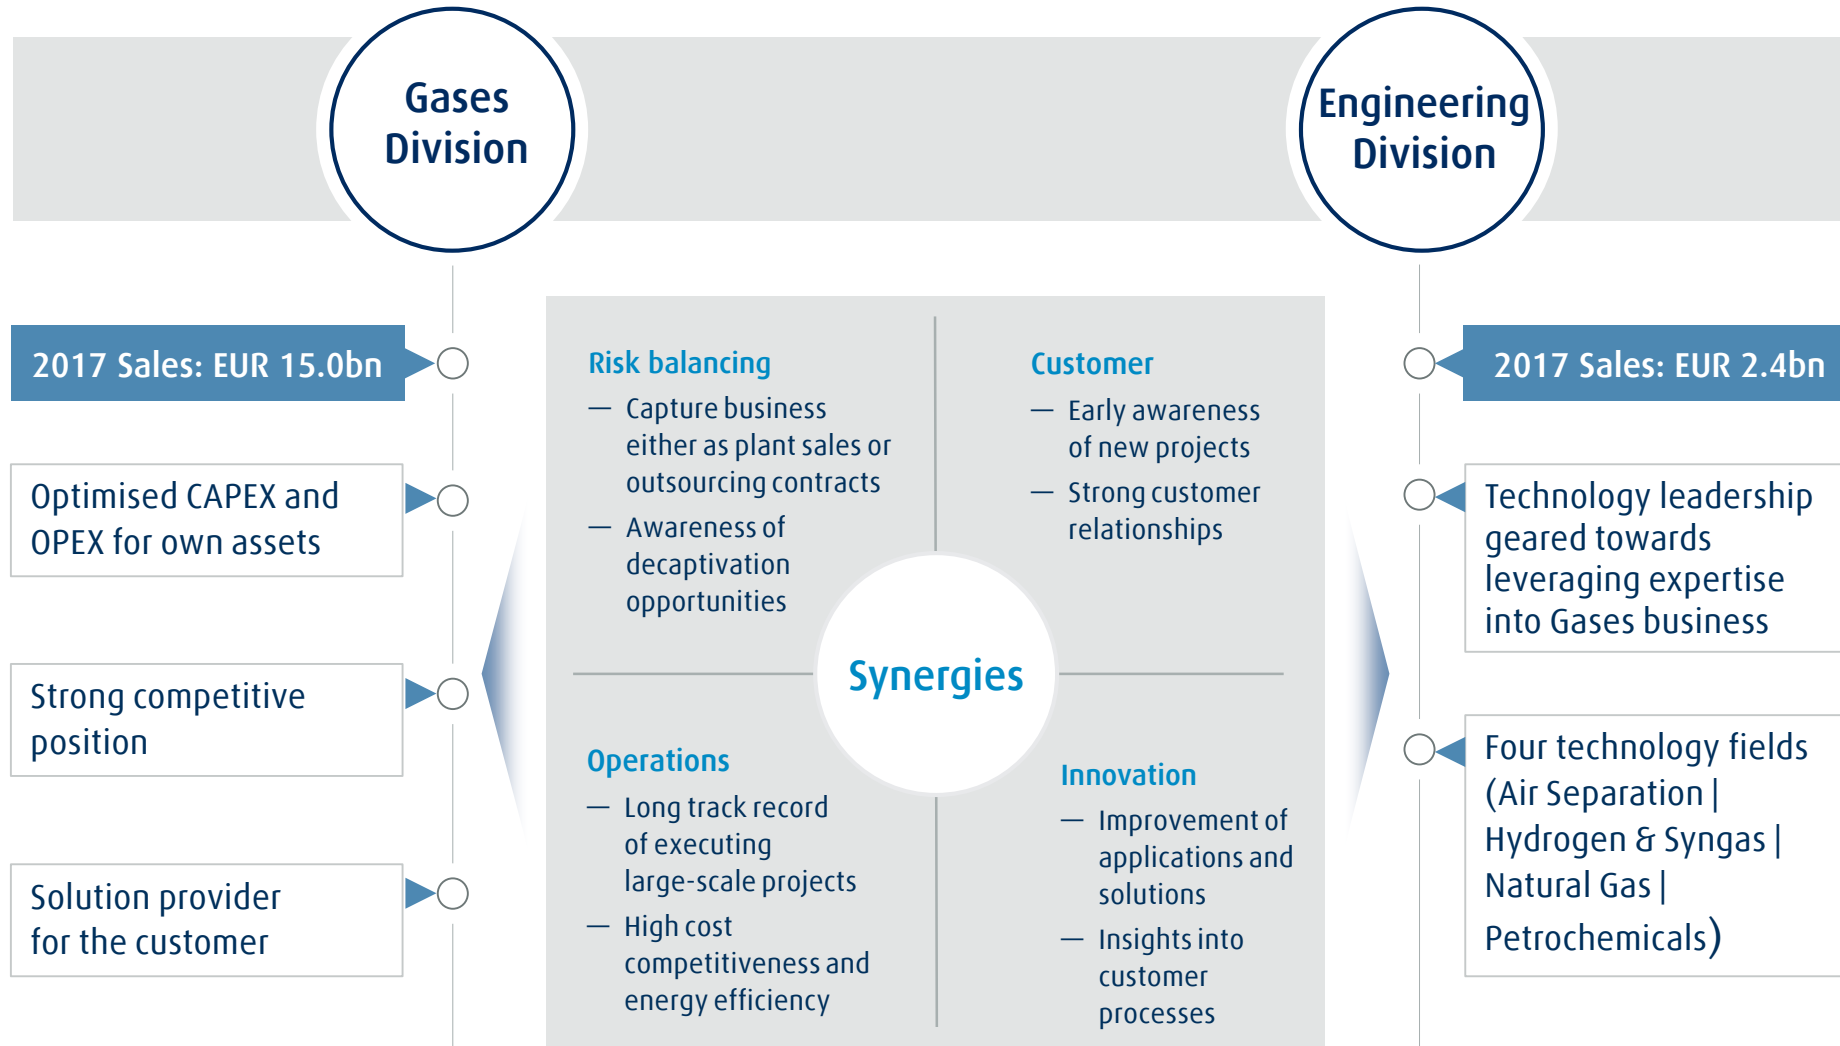 Gases
Division
Engineering
Division
2017 Sales: EUR 15.0bn
Optimised CAPEX and
OPEX for own assets
Strong competitive
position
Solution provider
for the customer
Risk balancing
— Capture business
either as plant sales or
outsourcing contracts
— Awareness of
decaptivation
opportunities
Customer
— Early awareness
of new projects
— Strong customer
relationships
Synergies
Operations
— Long track record
of executing
large-scale projects
— High cost
competitiveness and
energy efficiency
Innovation
— Improvement of
applications and
solutions
— Insights into
customer
processes
2017 Sales: EUR 2.4bn
Technology leadership
geared towards
leveraging expertise
into Gases business
Four technology fields
(Air Separation |
Hydrogen & Syngas |
Natural Gas |
Petrochemicals)